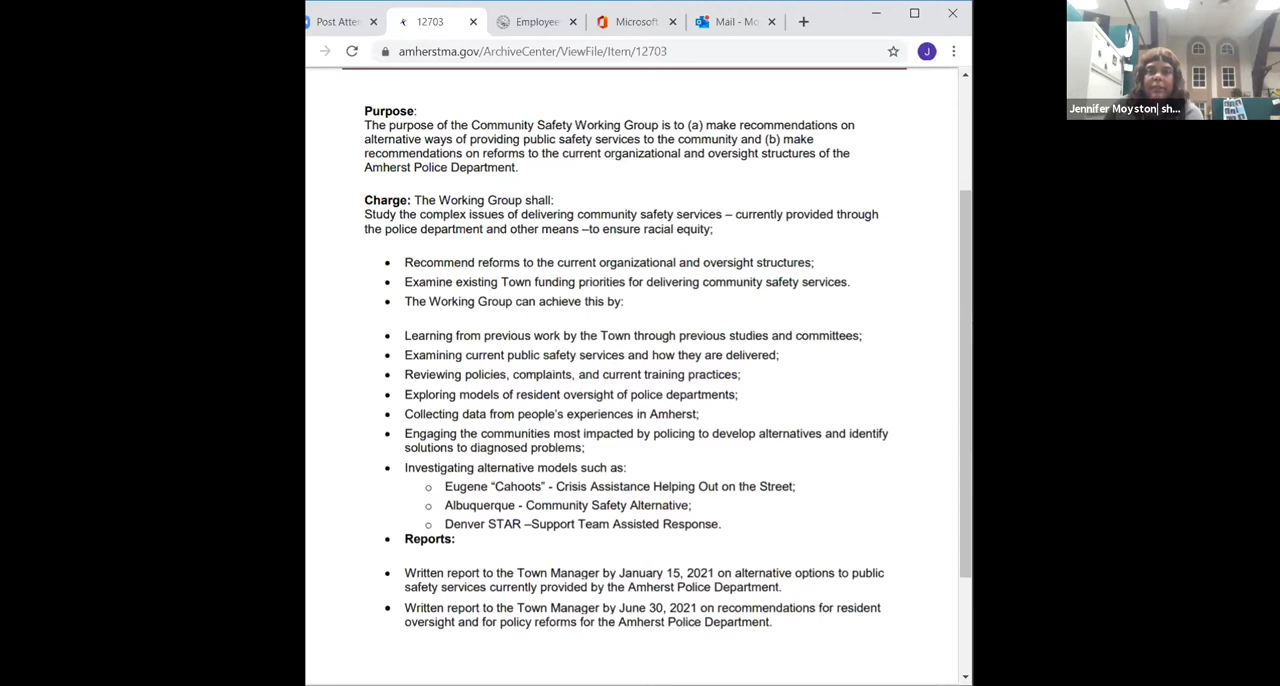 Post Atter
12703
Employee
Microsoft
Mail - Mo
amherstma.gov/ArchiveCenter/ViewFile/Item/12703
J
Jennifer Moyston| sh...
Purpose:
The purpose of the Community Safety Working Group is to (a) make recommendations on
alternative ways of providing public safety services to the community and (b) make
recommendations on reforms to the current organizational and oversight structures of the
Amherst Police Department.
Charge: The Working Group shall:
Study the complex issues of delivering community safety services – currently provided through
the police department and other means –to ensure racial equity;
• Recommend reforms to the current organizational and oversight structures;
• Examine existing Town funding priorities for delivering community safety services.
• The Working Group can achieve this by:
• Learning from previous work by the Town through previous studies and committees;
• Examining current public safety services and how they are delivered;
• Reviewing policies, complaints, and current training practices;
• Exploring models of resident oversight of police departments;
• Collecting data from people's experiences in Amherst;
• Engaging the communities most impacted by policing to develop alternatives and identify
solutions to diagnosed problems;
• Investigating alternative models such as:
o Eugene “Cahoots” - Crisis Assistance Helping Out on the Street;
o Albuquerque - Community Safety Alternative;
o Denver STAR –Support Team Assisted Response.
• Reports:
• Written report to the Town Manager by January 15, 2021 on alternative options to public
safety services currently provided by the Amherst Police Department.
• Written report to the Town Manager by June 30, 2021 on recommendations for resident
oversight and for policy reforms for the Amherst Police Department.